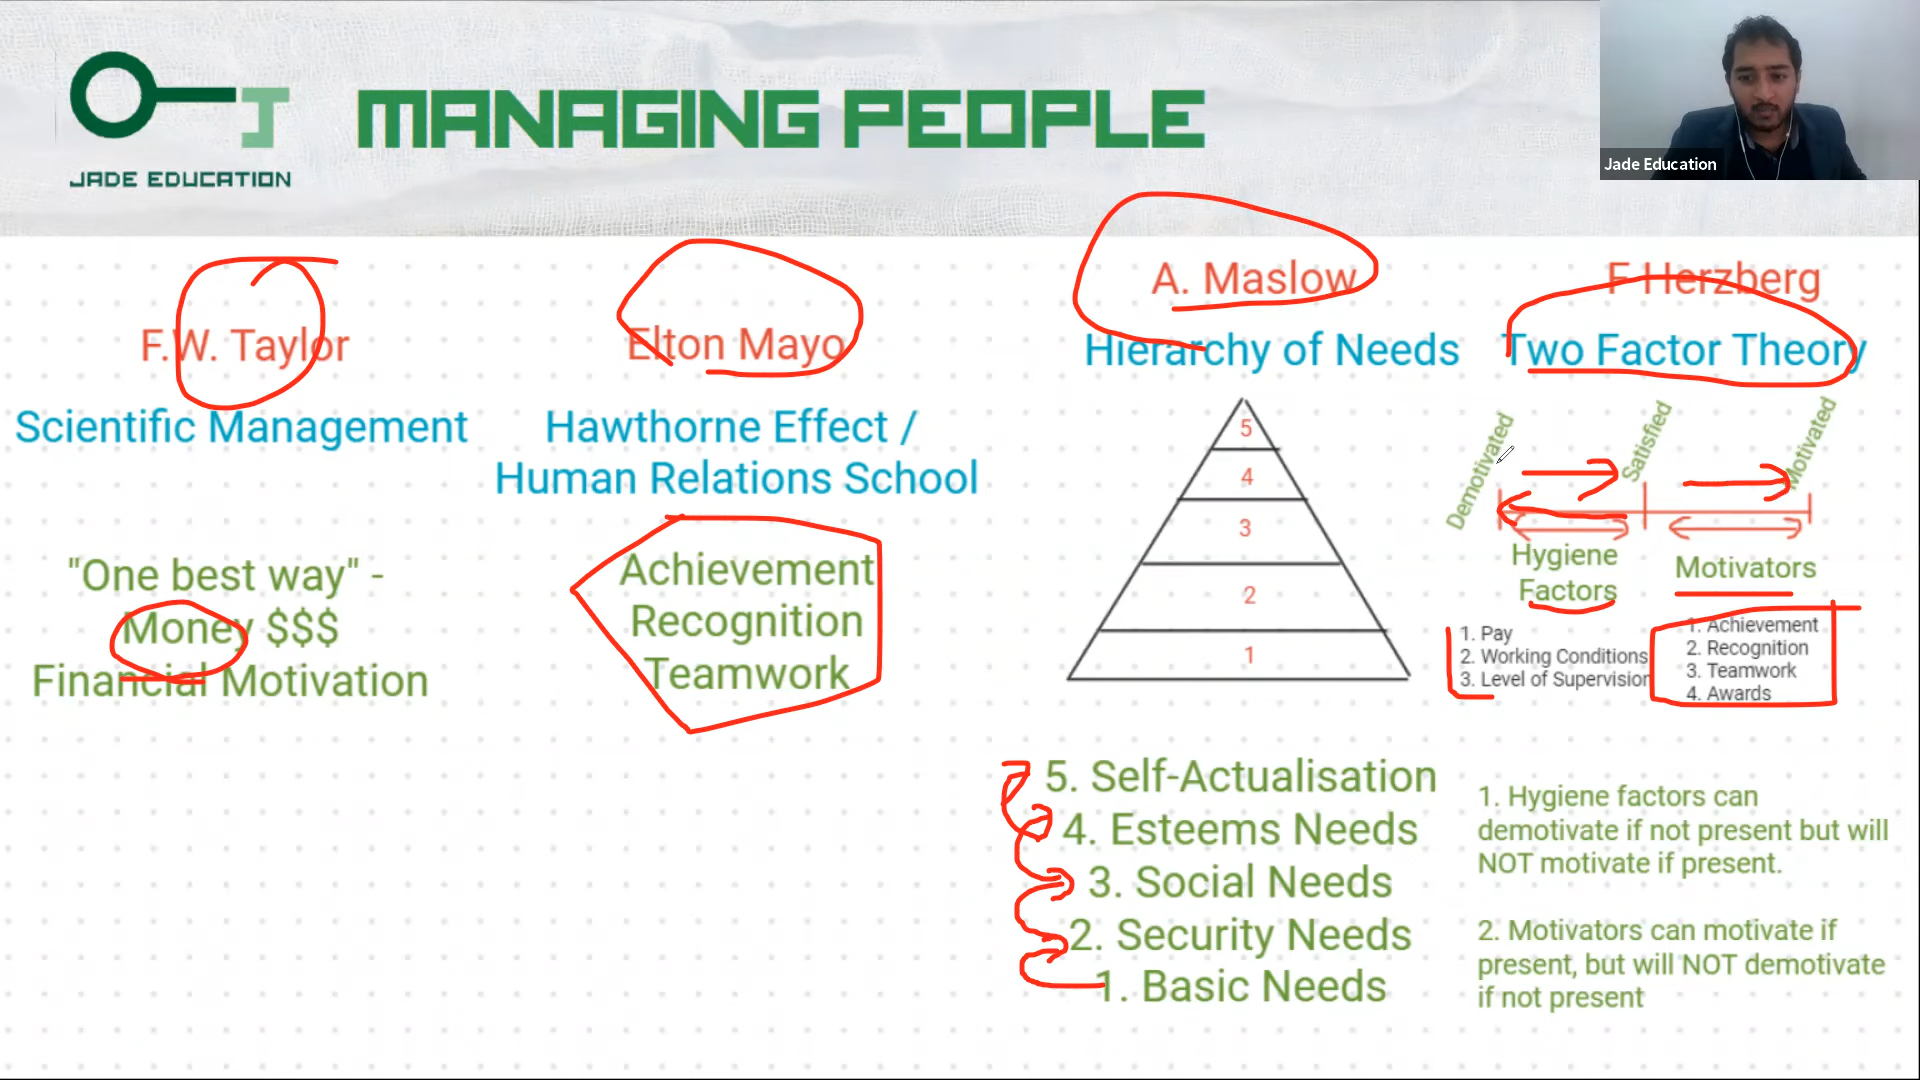 JADE EDUCATION
MANAGING PEOPLE
Jade Education
F.W. Taylor
Scientific Management
"One best way" -
Money $$$
Financial Motivation
Elton Mayo
Hawthorne Effect /
Human Relations School
Achievement
Recognition
Teamwork
A. Maslow
Hierarchy of Needs
5
4
3
2
1
5. Self-Actualisation
4. Esteems Needs
3. Social Needs
2. Security Needs
1. Basic Needs
F Herzberg
Two Factor Theory
Demotivated
Satisfied
Motivated
Hygiene
Factors
Motivators
1. Pay
2. Working Conditions
3. Level of Supervision
1. Achievement
2. Recognition
3. Teamwork
4. Awards
1. Hygiene factors can
demotivate if not present but will
NOT motivate if present.
2. Motivators can motivate if
present, but will NOT demotivate
if not present